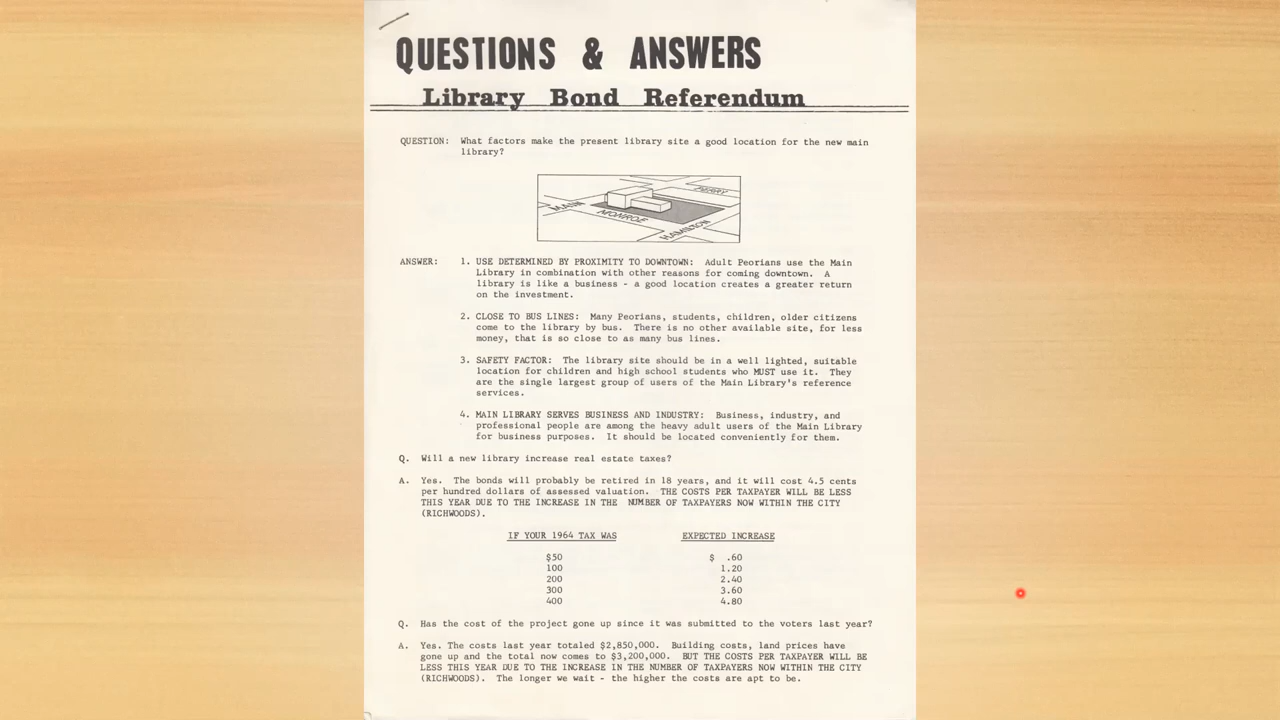 QUESTIONS & ANSWERS
Library Bond Referendum
QUESTION: What factors make the present library site a good location for the new main
library?
PERRY
MAIN
MONROE
HAMILTON
ANSWER: 1. USE DETERMINED BY PROXIMITY TO DOWNTOWN: Adult Peorians use the Main
Library in combination with other reasons for coming downtown. A
library is like a business - a good location creates a greater return
on the investment.
2. CLOSE TO BUS LINES: Many Peorians, students, children, older citizens
come to the library by bus. There is no other available site, for less
money, that is so close to as many bus lines.
3. SAFETY FACTOR: The library site should be in a well lighted, suitable
location for children and high school students who MUST use it. They
are the single largest group of users of the Main Library's reference
services.
4. MAIN LIBRARY SERVES BUSINESS AND INDUSTRY: Business, industry, and
professional people are among the heavy adult users of the Main Library
for business purposes. It should be located conveniently for them.
Q. Will a new library increase real estate taxes?
A. Yes. The bonds will probably be retired in 18 years, and it will cost 4.5 cents
per hundred dollars of assessed valuation. THE COSTS PER TAXPAYER WILL BE LESS
THIS YEAR DUE TO THE INCREASE IN THE NUMBER OF TAXPAYERS NOW WITHIN THE CITY
(RICHWOODS).
IF YOUR 1964 TAX WAS EXPECTED INCREASE
$50 $ .60
100 1.20
200 2.40
300 3.60
400 4.80
Q. Has the cost of the project gone up since it was submitted to the voters last year?
A. Yes. The costs last year totaled $2,850,000. Building costs, land prices have
gone up and the total now comes to $3,200,000. BUT THE COSTS PER TAXPAYER WILL BE
LESS THIS YEAR DUE TO THE INCREASE IN THE NUMBER OF TAXPAYERS NOW WITHIN THE CITY
(RICHWOODS). The longer we wait - the higher the costs are apt to be.